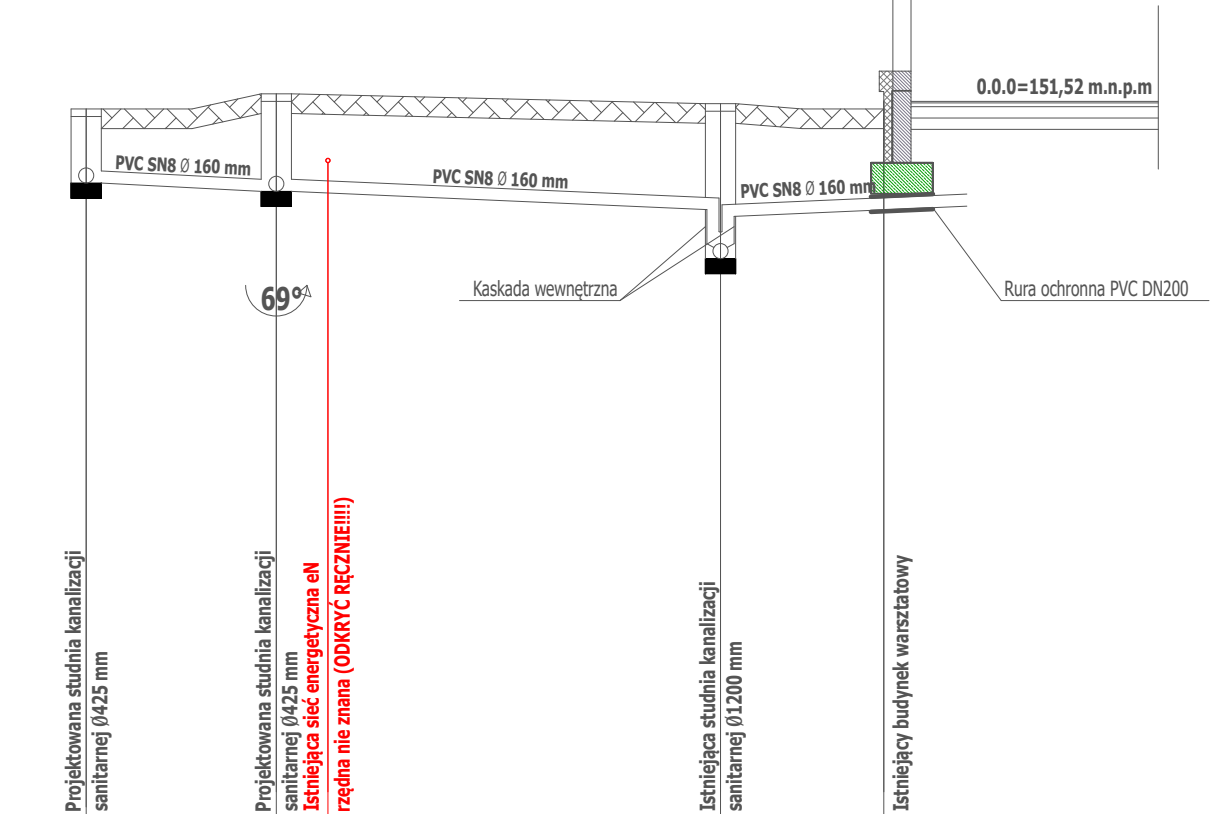 0.0.0=151,52 m.n.p.m
PVC SN8 Ø 160 mm
PVC SN8 Ø 160 mm
PVC SN8 Ø 160 mm
69°
Kaskada wewnętrzna
Rura ochronna PVC DN200
Projektowana studnia kanalizacji
sanitarnej Ø425 mm
Projektowana studnia kanalizacji
sanitarnej Ø425 mm
Istniejąca sieć energetyczna eN
rzędna nie znana (ODKRYĆ RĘCZNIE!!!!)
Istniejąca studnia kanalizacji
sanitarnej Ø1200 mm
Istniejący budynek warsztatowy